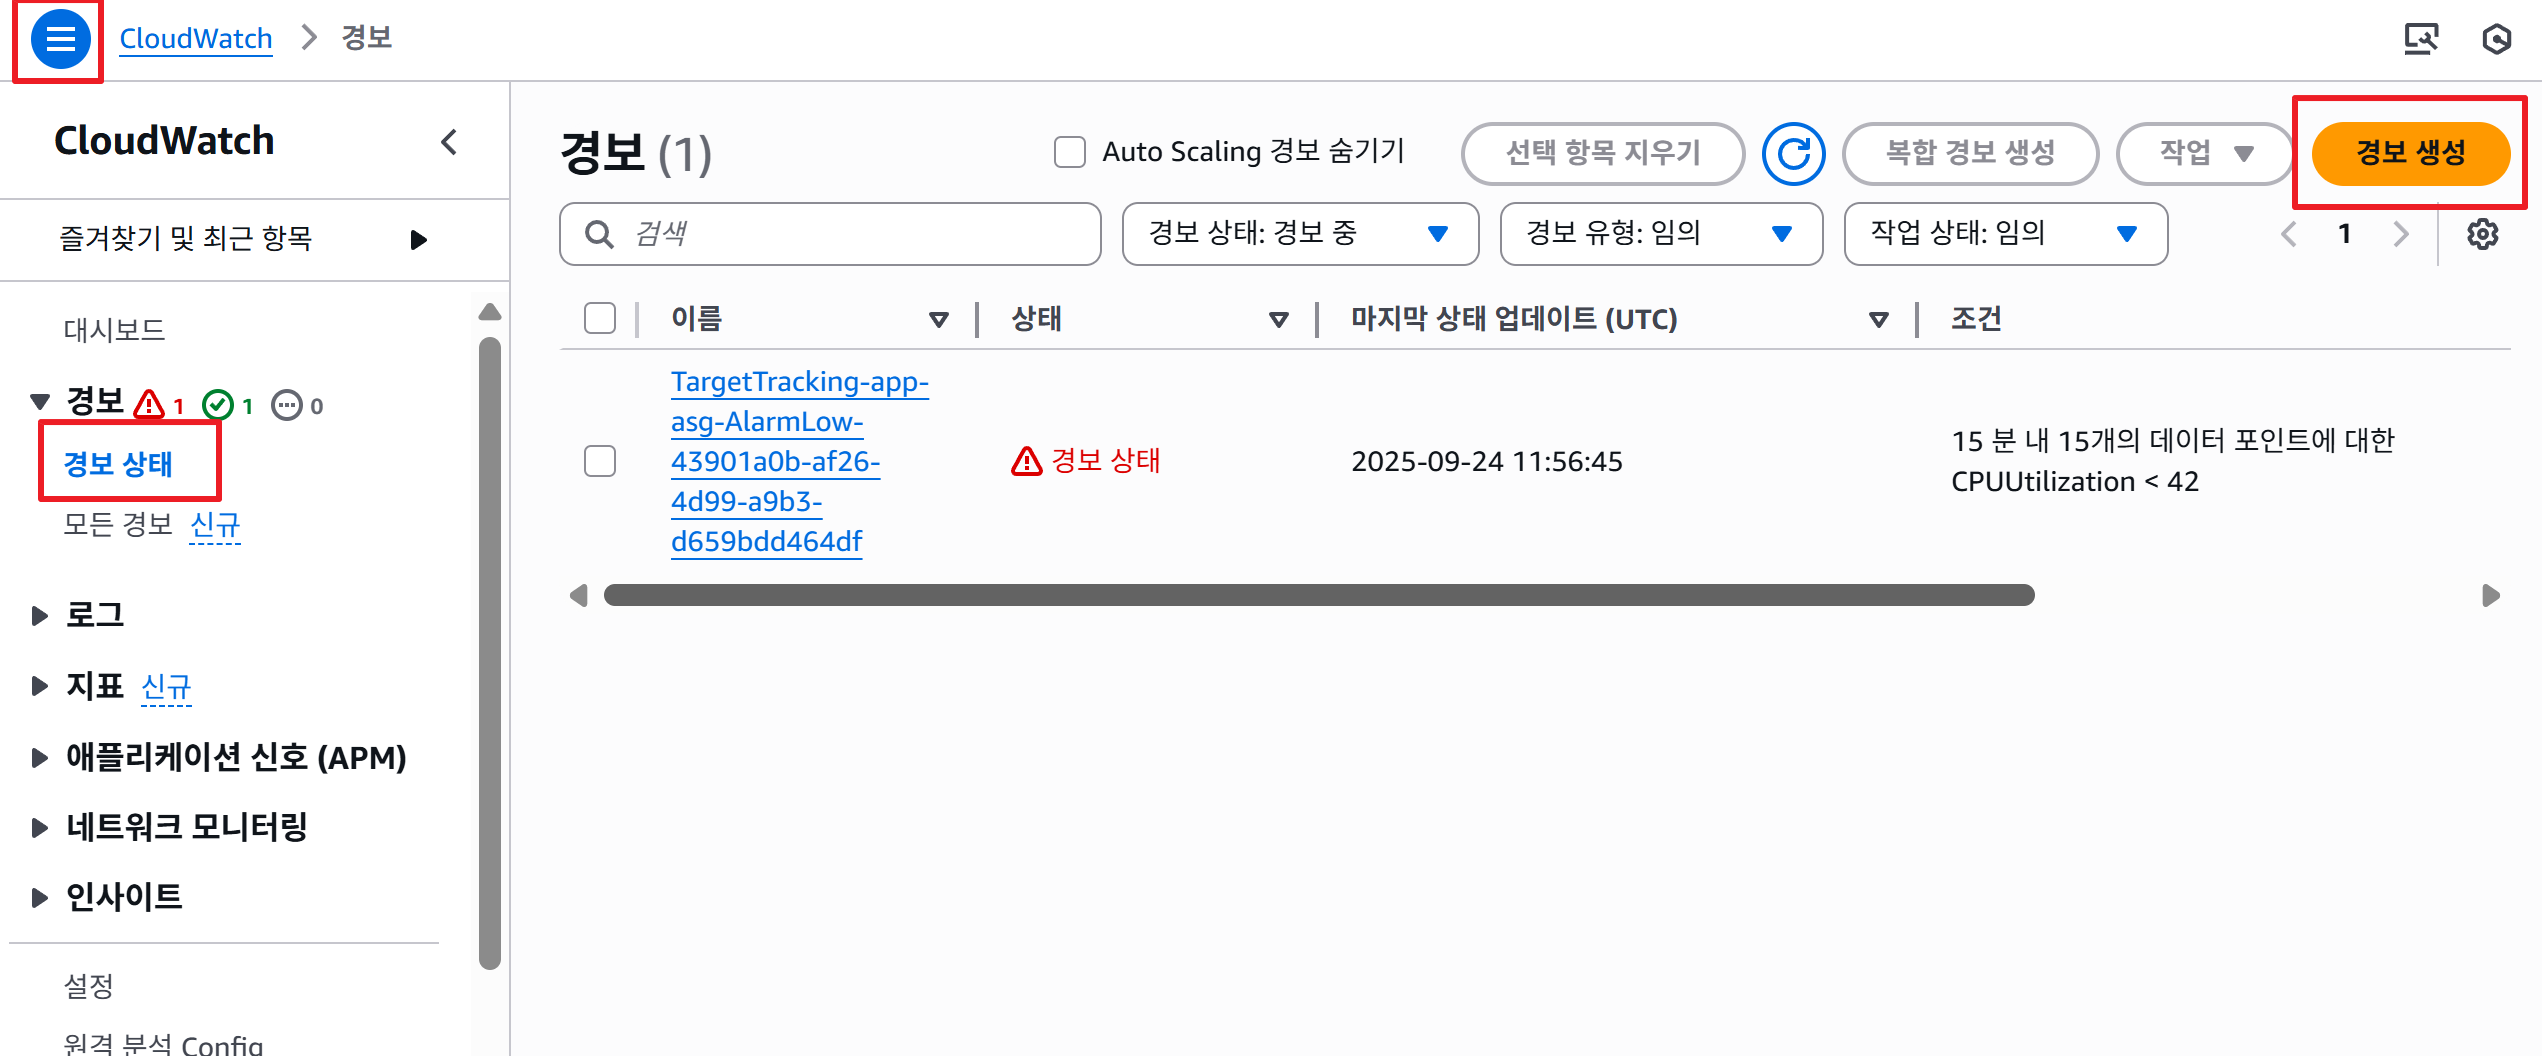 CloudWatch 경보
CloudWatch
즐겨찾기 및 최근 항목
대시보드
경보 1 1 0
경보 상태
모든 경보 신규
로그
지표 신규
애플리케이션 신호 (APM)
네트워크 모니터링
인사이트
설정
원격 분석 Config
경보 (1)
Auto Scaling 경보 숨기기
선택 항목 지우기
복합 경보 생성
작업
경보 생성
검색
경보 상태: 경보 중
경보 유형: 임의
작업 상태: 임의
1
이름 상태 마지막 상태 업데이트 (UTC) 조건
TargetTracking-app-
asg-AlarmLow-
43901a0b-af26-
4d99-a9b3-
d659bdd464df
경보 상태
2025-09-24 11:56:45
15 분 내 15개의 데이터 포인트에 대한
CPUUtilization < 42